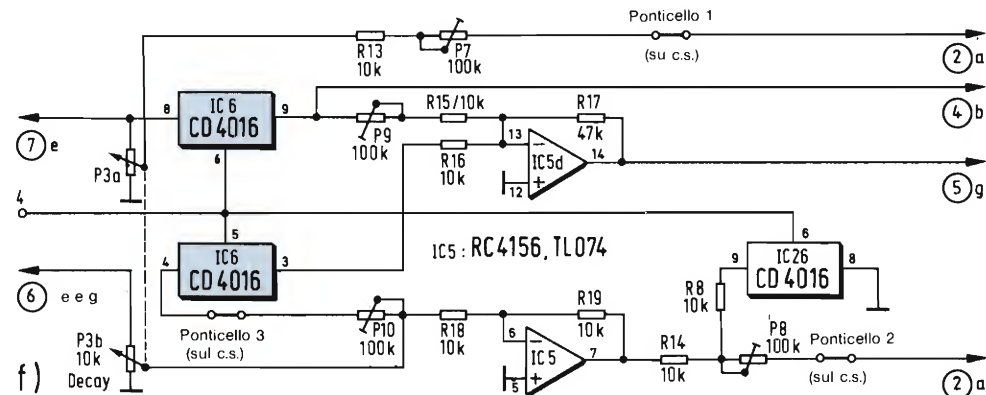 Ponticello 1
(su c.s.)
R13
10k
P7
100k
2 a
8
IC 6
CD 4016
9
6
R15/10k
R17
47k
4 b
7 e
P3a
P9
100k
R16
10k
13
-
IC5d
14
12
+
5 g
4
5
4
IC6
CD 4016
3
IC5: RC4156, TL074
6
9
IC26
CD 4016
8
6 e e g
Ponticello 3
(sul c.s.)
P10
100k
R18
10k
R19
10k
R8
10k
P3b
10k
Decay
6
-
IC 5
7
5
+
R14
10k
P8
100k
Ponticello 2
(sul c.s.)
2 a
f)